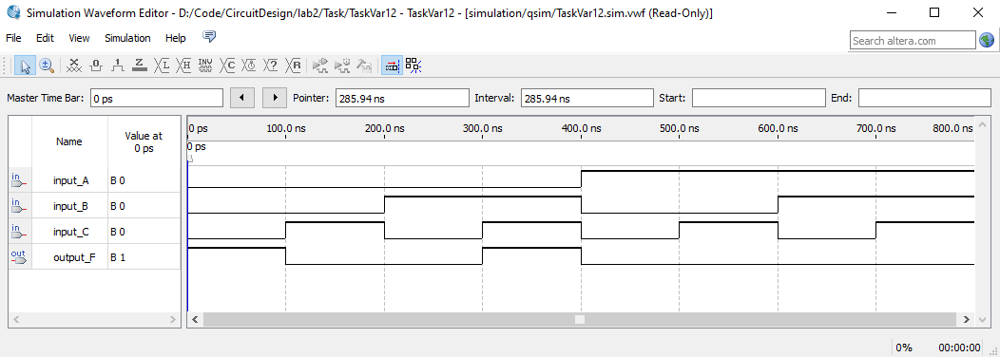 Simulation Waveform Editor - D:/Code/CircuitDesign/lab2/Task/TaskVar12 - TaskVar12 - [simulation/qsim/TaskVar12.sim.vwf (Read-Only)]
File Edit View Simulation Help
Search altera.com
Master Time Bar: 0 ps Pointer: 285.94 ns Interval: 285.94 ns Start: End:
Name Value at 0 ps
0 ps 100.0 ns 200.0 ns 300.0 ns 400.0 ns 500.0 ns 600.0 ns 700.0 ns 800.0 ns
0 ps
in input_A B 0
in input_B B 0
in input_C B 0
out output_F B 1
0% 00:00:00